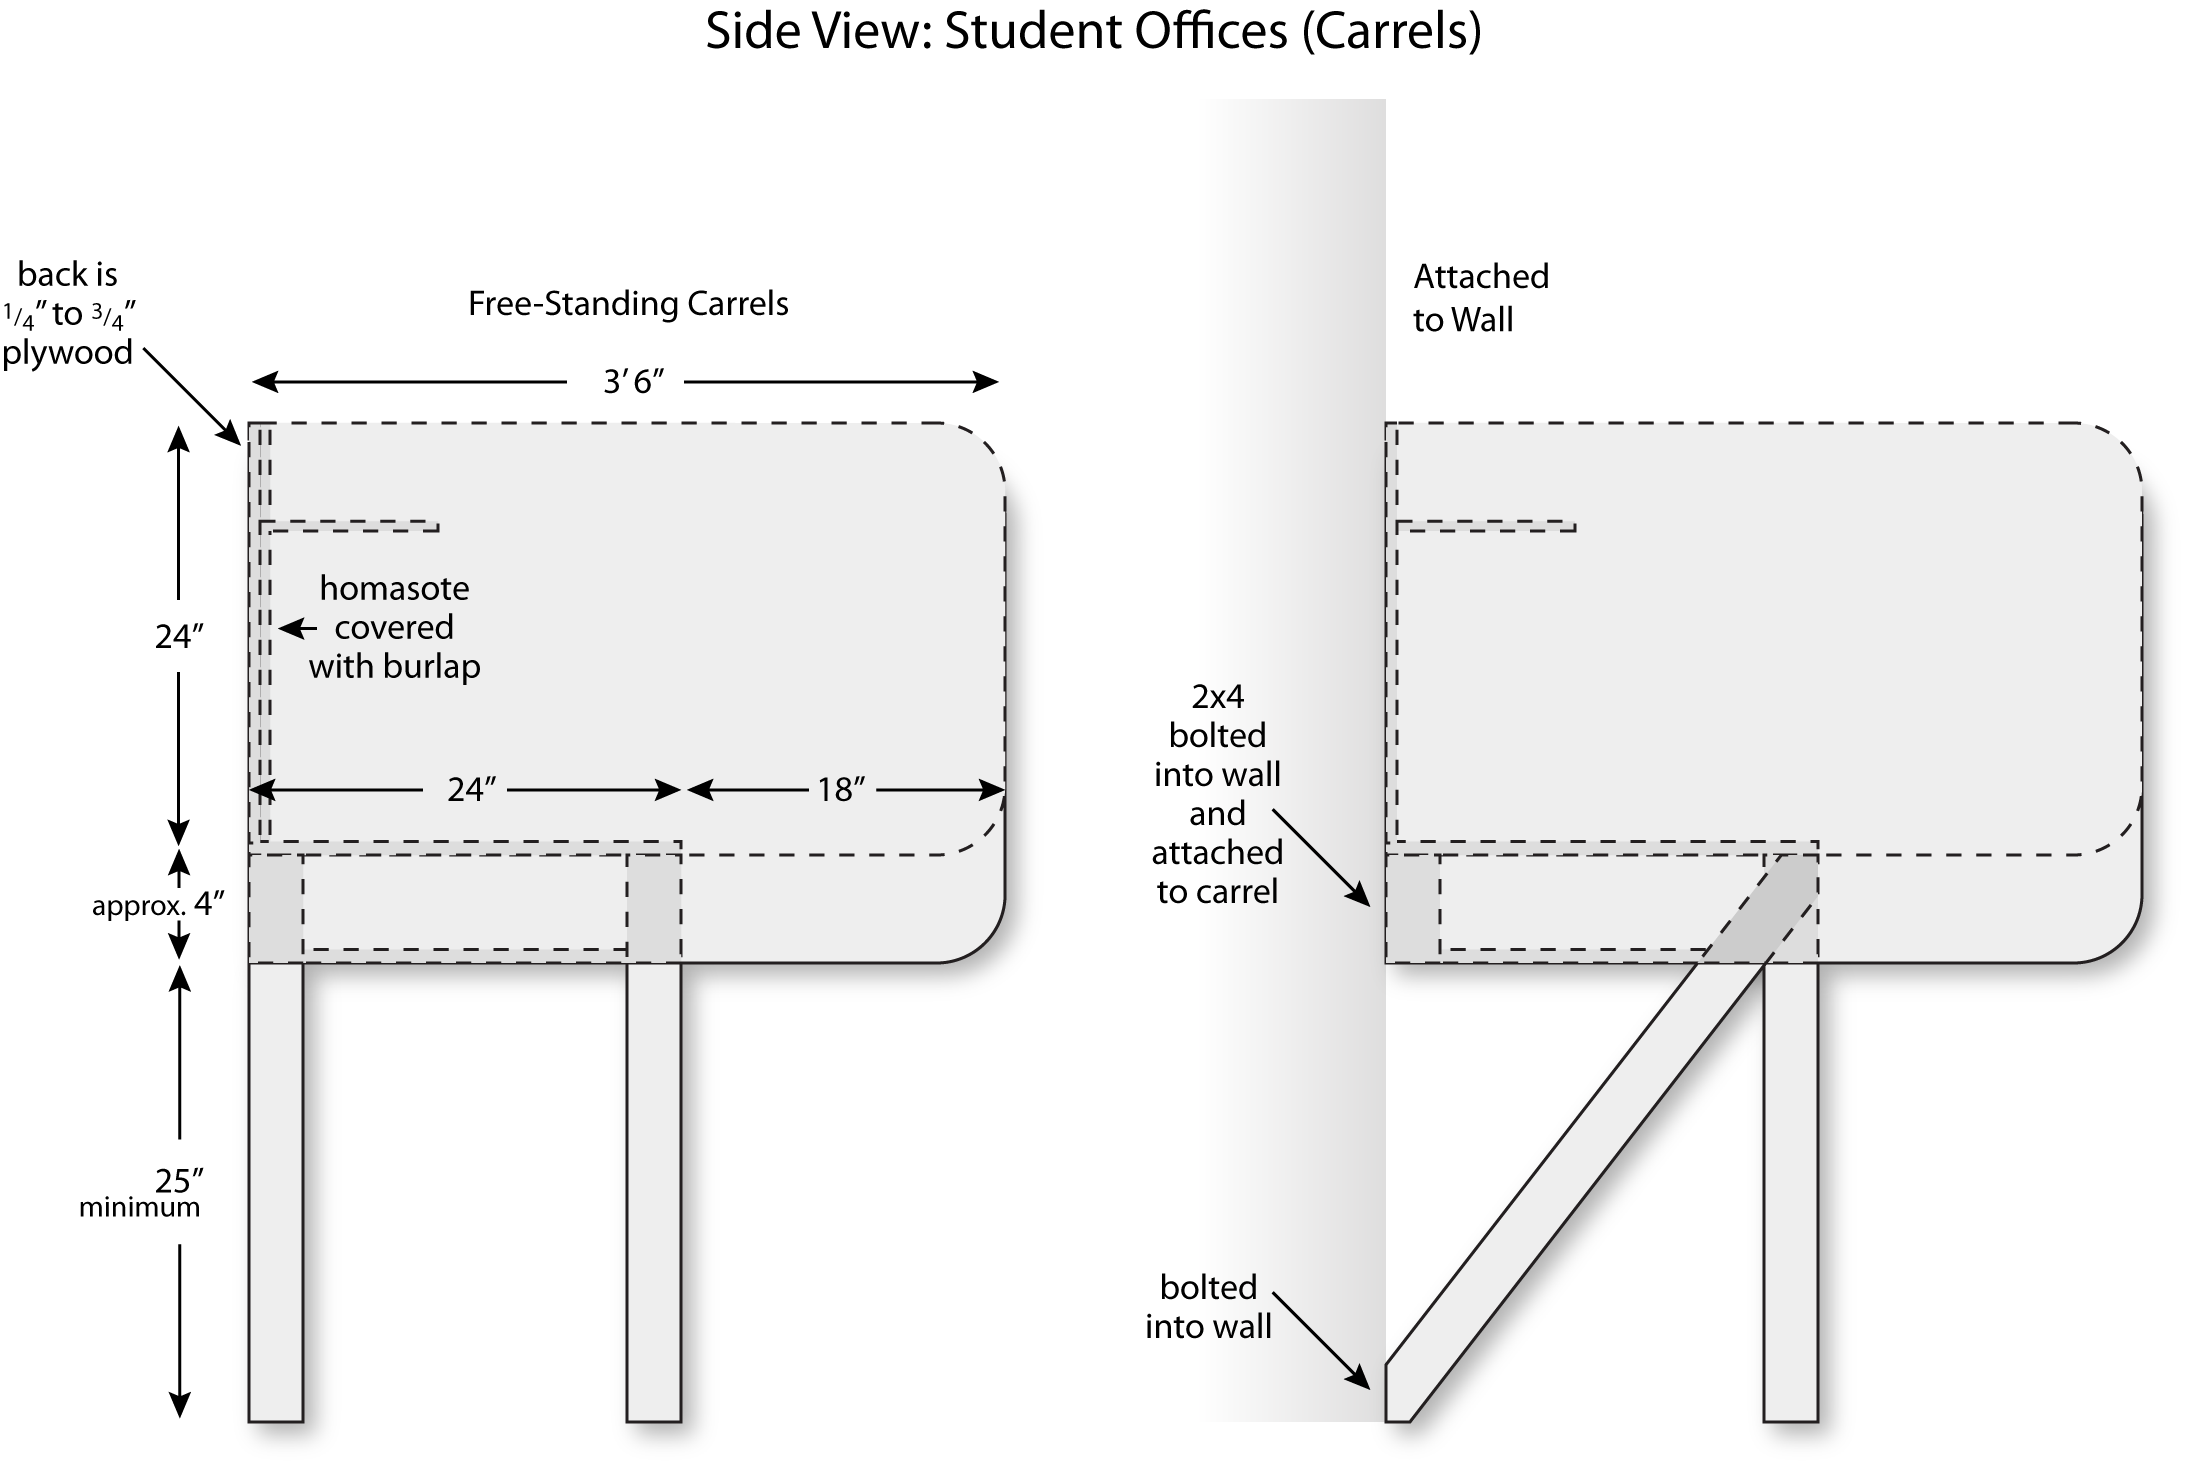 Side View: Student Offices (Carrels)
back is
1/4” to 3/4”
plywood
Free-Standing Carrels
3’ 6”
24”
homasote
covered
with burlap
24”
18”
approx. 4”
25”
minimum
Attached
to Wall
2x4
bolted
into wall
and
attached
to carrel
bolted
into wall